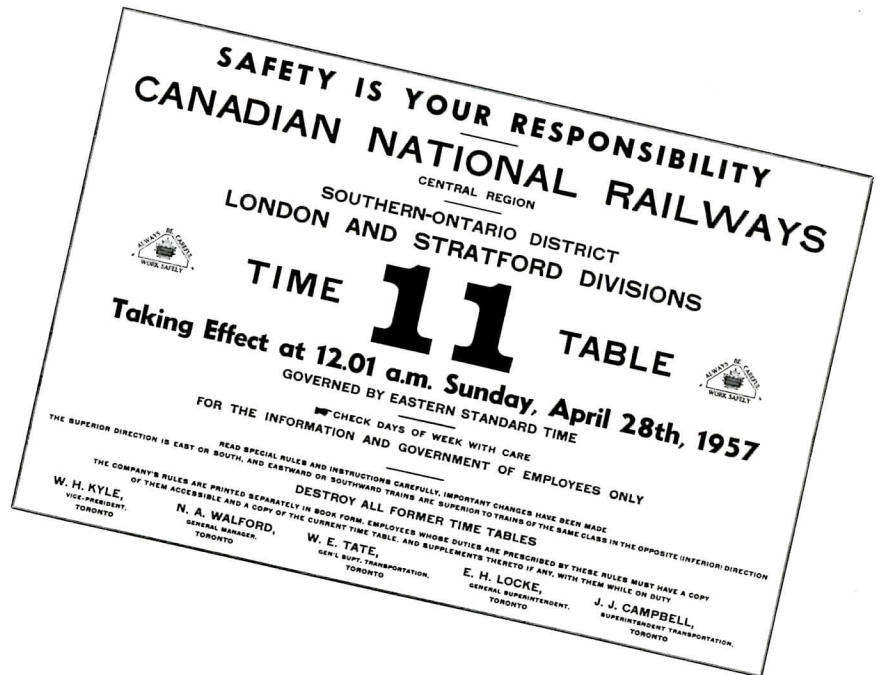 SAFETY IS YOUR RESPONSIBILITY
CANADIAN NATIONAL RAILWAYS
CENTRAL REGION
SOUTHERN-ONTARIO DISTRICT
LONDON AND STRATFORD DIVISIONS
ALWAYS BE CAREFUL
WORK SAFELY
TIME 11 TABLE
ALWAYS BE CAREFUL
WORK SAFELY
Taking Effect at 12.01 a.m. Sunday, April 28th, 1957
GOVERNED BY EASTERN STANDARD TIME
☛CHECK DAYS OF WEEK WITH CARE
FOR THE INFORMATION AND GOVERNMENT OF EMPLOYEES ONLY
READ SPECIAL RULES AND INSTRUCTIONS CAREFULLY, IMPORTANT CHANGES HAVE BEEN MADE
THE SUPERIOR DIRECTION IS EAST OR SOUTH, AND EASTWARD OR SOUTHWARD TRAINS ARE SUPERIOR TO TRAINS OF THE SAME CLASS IN THE OPPOSITE (INFERIOR) DIRECTION
DESTROY ALL FORMER TIME TABLES
THE COMPANY'S RULES ARE PRINTED SEPARATELY IN BOOK FORM. EMPLOYEES WHOSE DUTIES ARE PRESCRIBED BY THESE RULES MUST HAVE A COPY
OF THEM ACCESSIBLE AND A COPY OF THE CURRENT TIME TABLE, AND SUPPLEMENTS THERETO IF ANY, WITH THEM WHILE ON DUTY
W. H. KYLE,
VICE-PRESIDENT,
TORONTO
N. A. WALFORD,
GENERAL MANAGER,
TORONTO
W. E. TATE,
GEN'L SUPT. TRANSPORTATION,
TORONTO
E. H. LOCKE,
GENERAL SUPERINTENDENT,
TORONTO
J. J. CAMPBELL,
SUPERINTENDENT TRANSPORTATION,
TORONTO